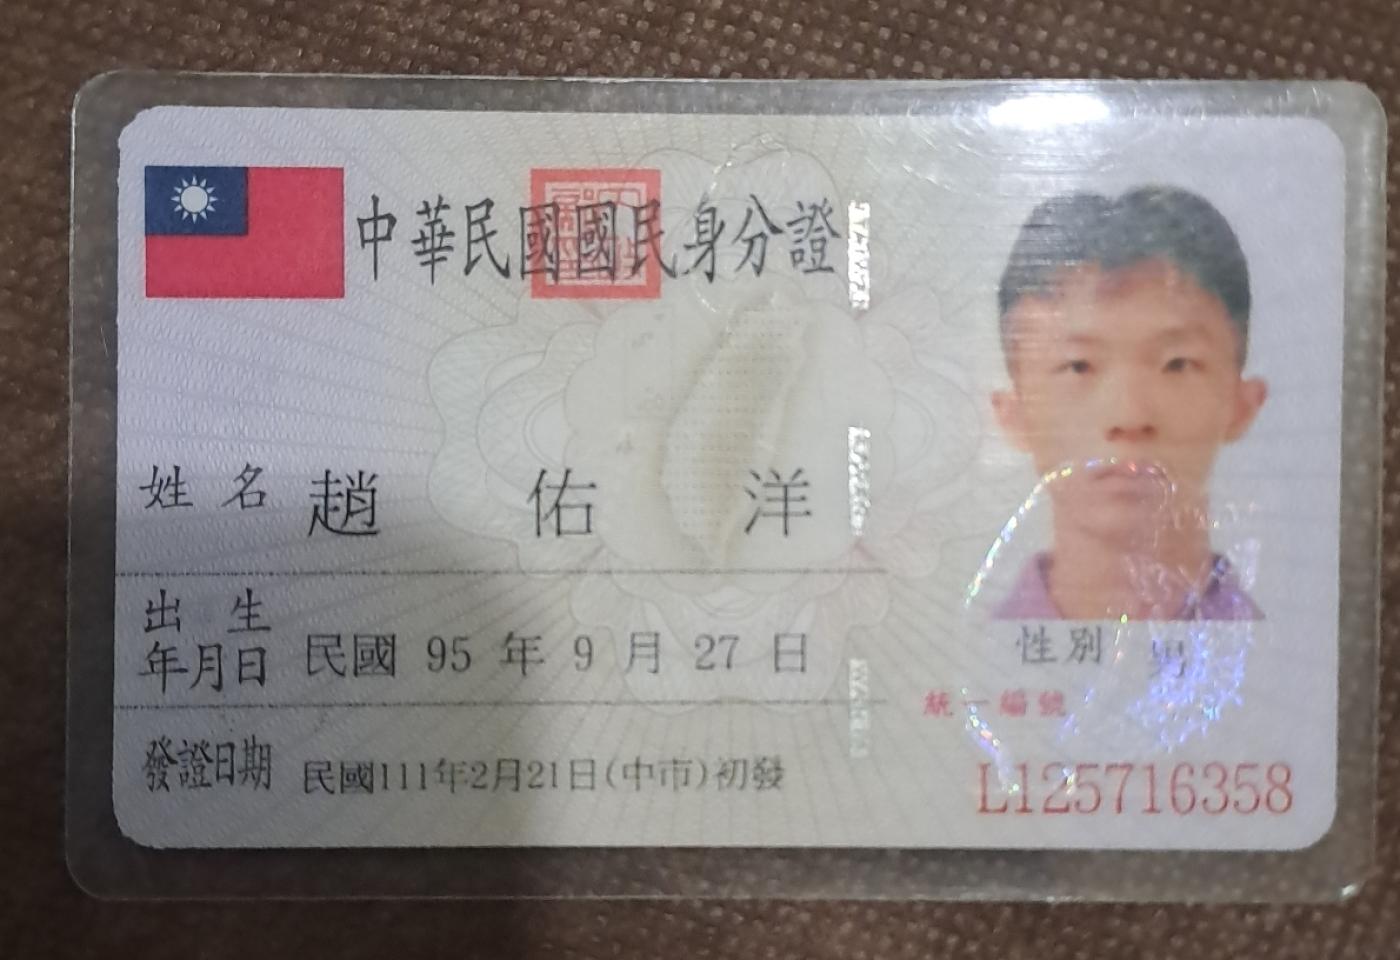 中華民國國民身分證
姓名 趙佑洋
出生年月日 民國 95 年 9 月 27 日
發證日期 民國111年2月21日(中市)初發
性別 男
統一編號
L125716358